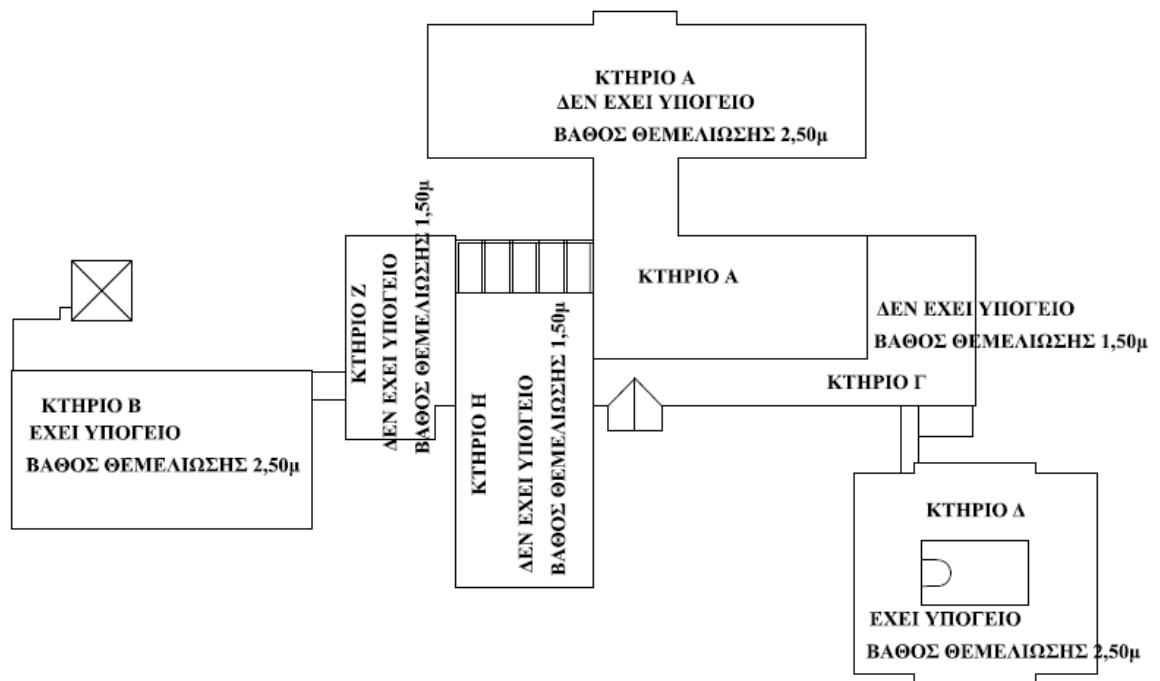 ΚΤΗΡΙΟ Α
ΔΕΝ ΕΧΕΙ ΥΠΟΓΕΙΟ
ΒΑΘΟΣ ΘΕΜΕΛΙΩΣΗΣ 2,50μ
ΚΤΗΡΙΟ Ζ
ΔΕΝ ΕΧΕΙ ΥΠΟΓΕΙΟ
ΒΑΘΟΣ ΘΕΜΕΛΙΩΣΗΣ 1,50μ
ΚΤΗΡΙΟ Α
ΔΕΝ ΕΧΕΙ ΥΠΟΓΕΙΟ
ΒΑΘΟΣ ΘΕΜΕΛΙΩΣΗΣ 1,50μ
ΚΤΗΡΙΟ Γ
ΚΤΗΡΙΟ Η
ΔΕΝ ΕΧΕΙ ΥΠΟΓΕΙΟ
ΒΑΘΟΣ ΘΕΜΕΛΙΩΣΗΣ 1,50μ
ΚΤΗΡΙΟ Β
ΕΧΕΙ ΥΠΟΓΕΙΟ
ΒΑΘΟΣ ΘΕΜΕΛΙΩΣΗΣ 2,50μ
ΚΤΗΡΙΟ Δ
ΕΧΕΙ ΥΠΟΓΕΙΟ
ΒΑΘΟΣ ΘΕΜΕΛΙΩΣΗΣ 2,50μ